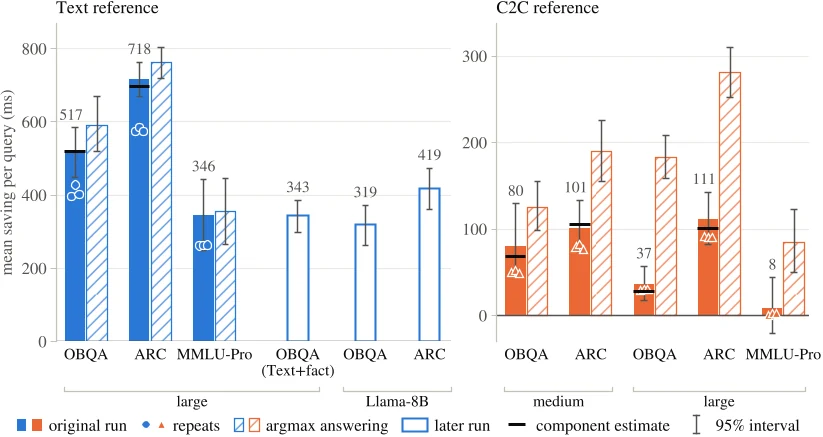 Text reference
C2C reference
mean saving per query (ms)
800
600
400
200
0
517
718
346
343
319
419
OBQA
ARC
MMLU-Pro
OBQA
(Text+fact)
OBQA
ARC
large
Llama-8B
300
200
100
0
80
101
37
111
8
OBQA
ARC
OBQA
ARC
MMLU-Pro
medium
large
original run
repeats
argmax answering
later run
component estimate
95% interval